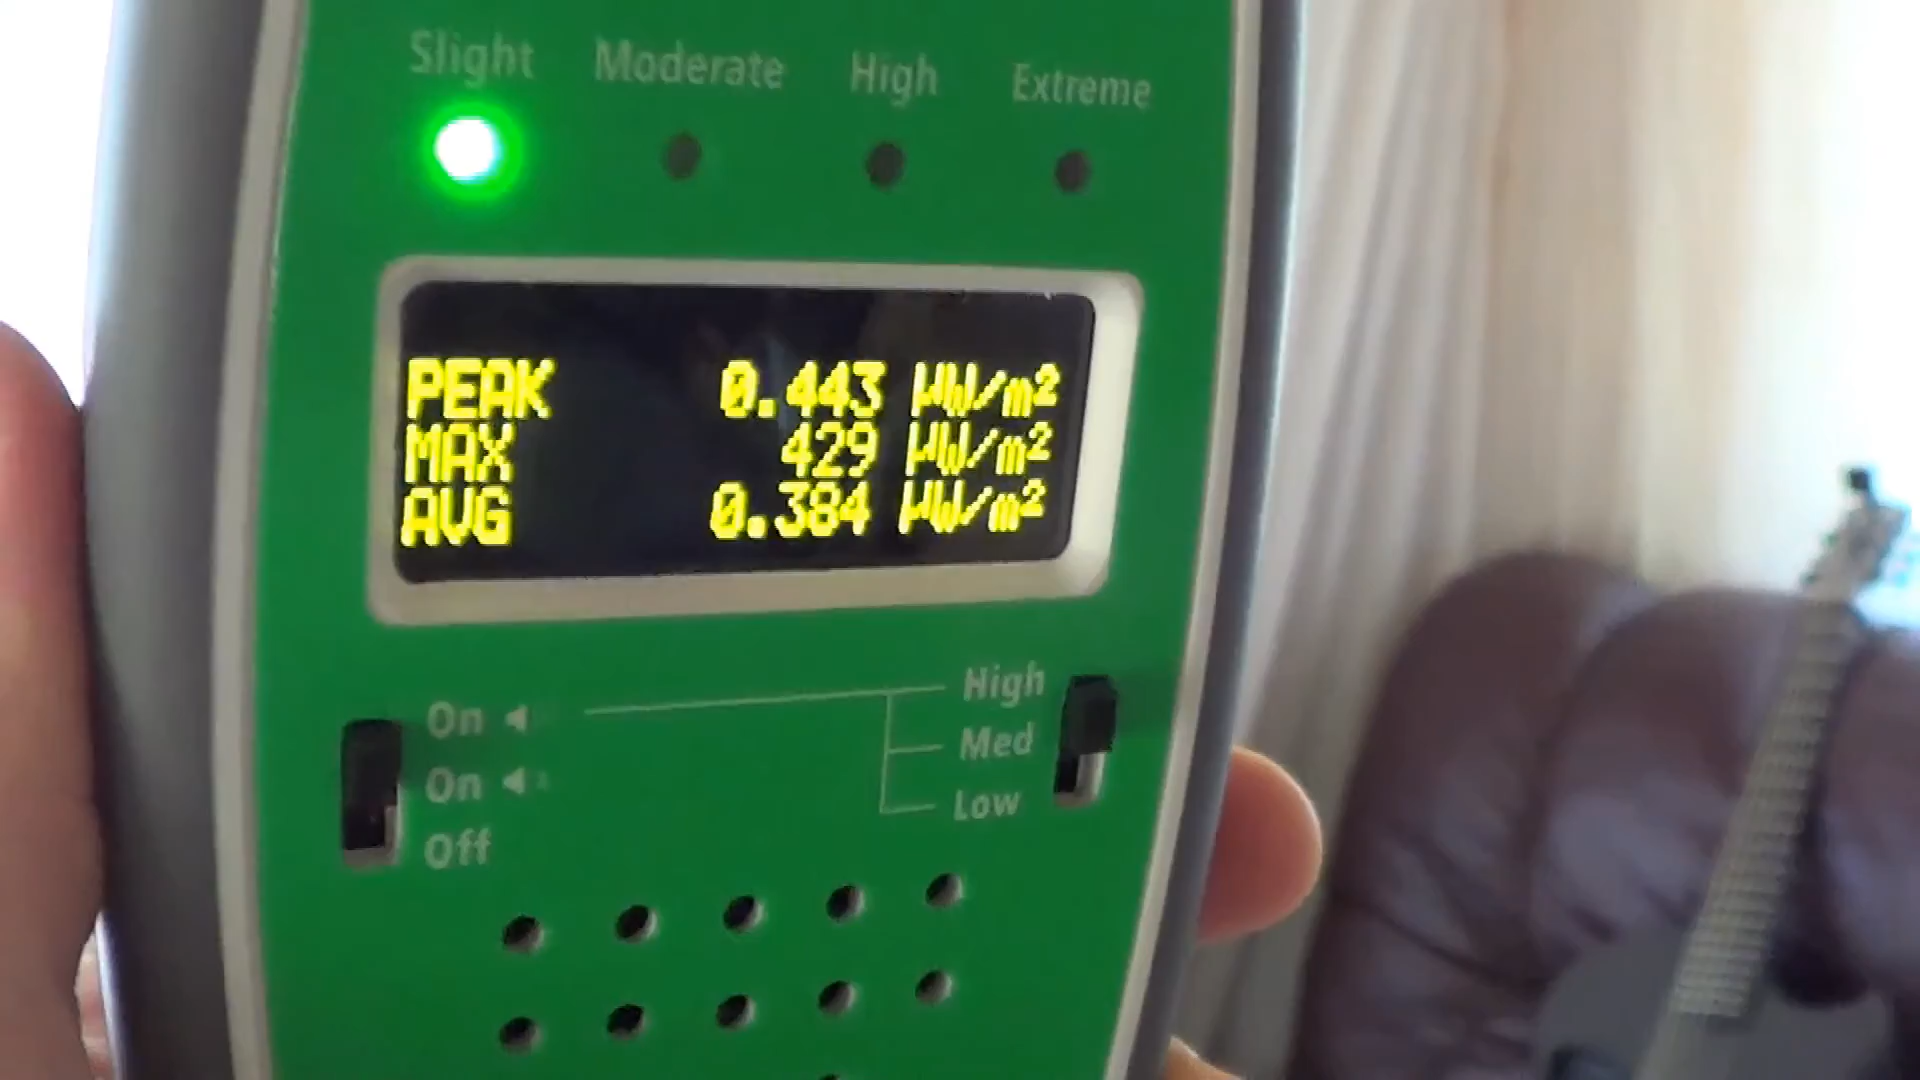 Slight Moderate High Extreme
PEAK 0.443 µW/m²
MAX 429 µW/m²
AVG 0.384 µW/m²
On High
On Med
Off Low